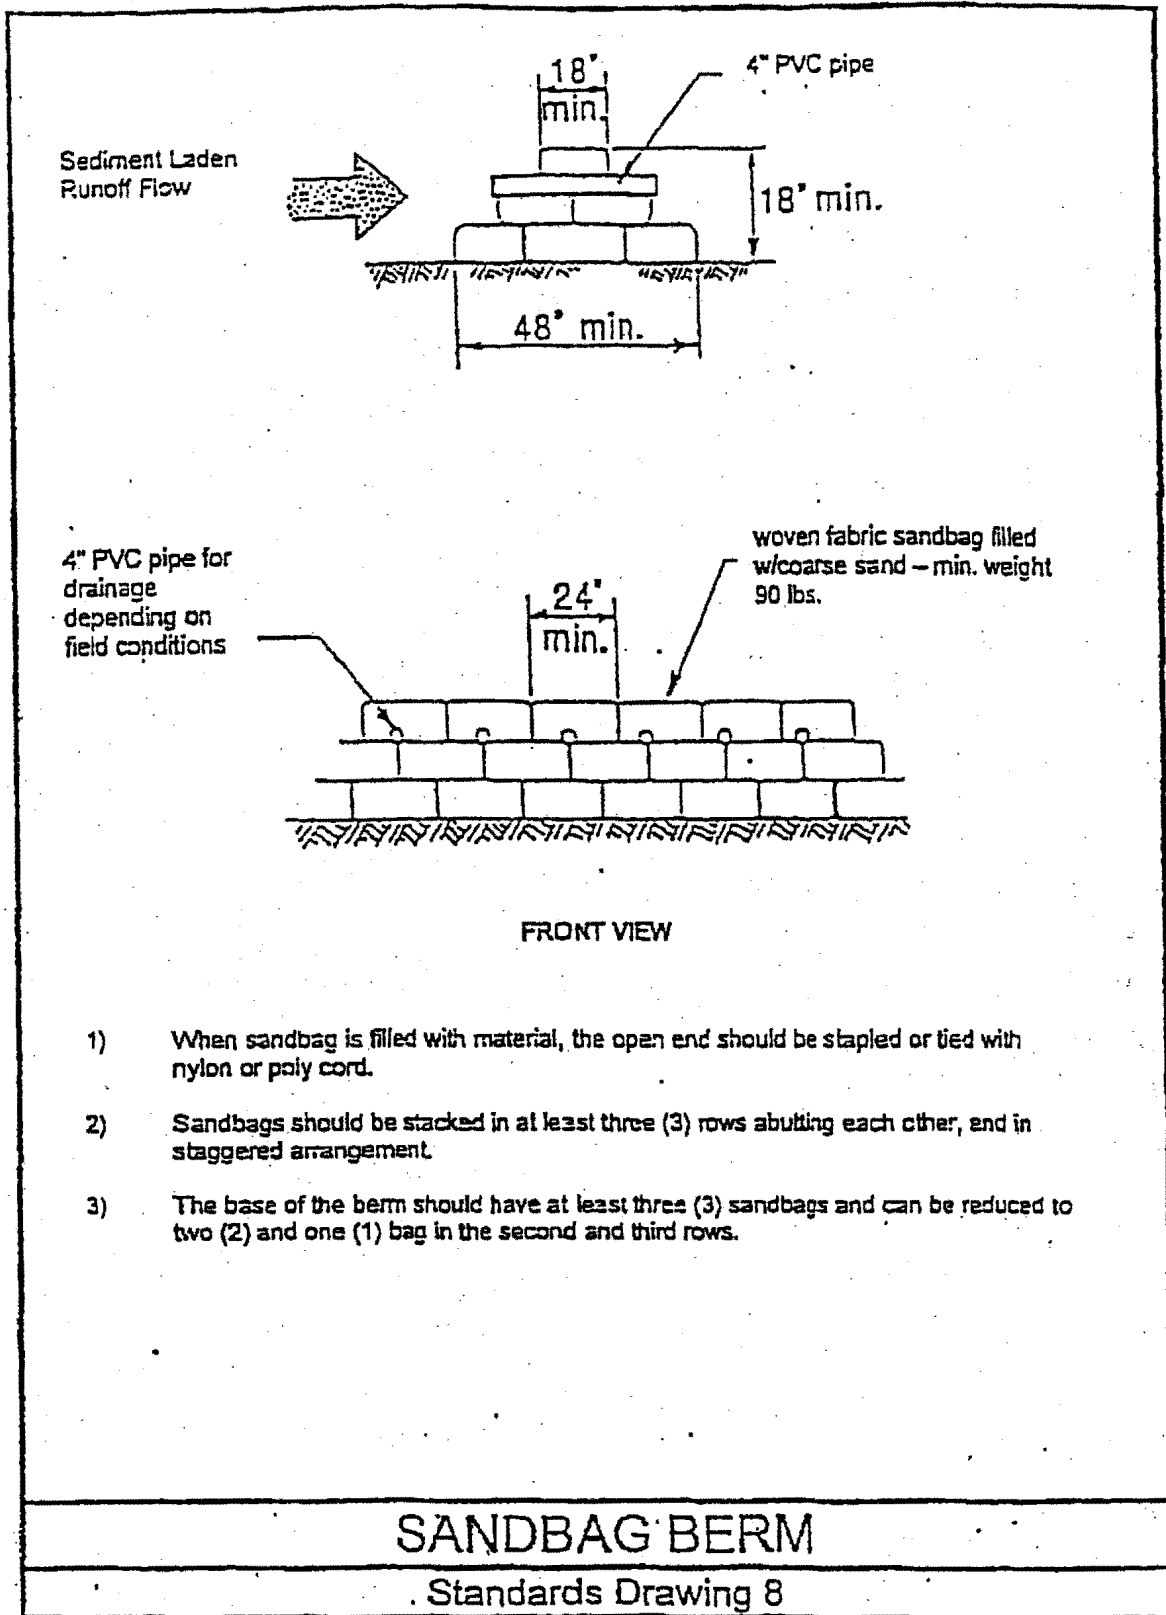 18"
min.
4" PVC pipe
Sediment Laden
Runoff Flow
18" min.
48" min.
4" PVC pipe for
drainage
depending on
field conditions
woven fabric sandbag filled
w/coarse sand – min. weight
90 lbs.
24"
min.
FRONT VIEW
1) When sandbag is filled with material, the open end should be stapled or tied with
nylon or poly cord.
2) Sandbags should be stacked in at least three (3) rows abutting each other, and in
staggered arrangement.
3) The base of the berm should have at least three (3) sandbags and can be reduced to
two (2) and one (1) bag in the second and third rows.
SANDBAG BERM
Standards Drawing 8